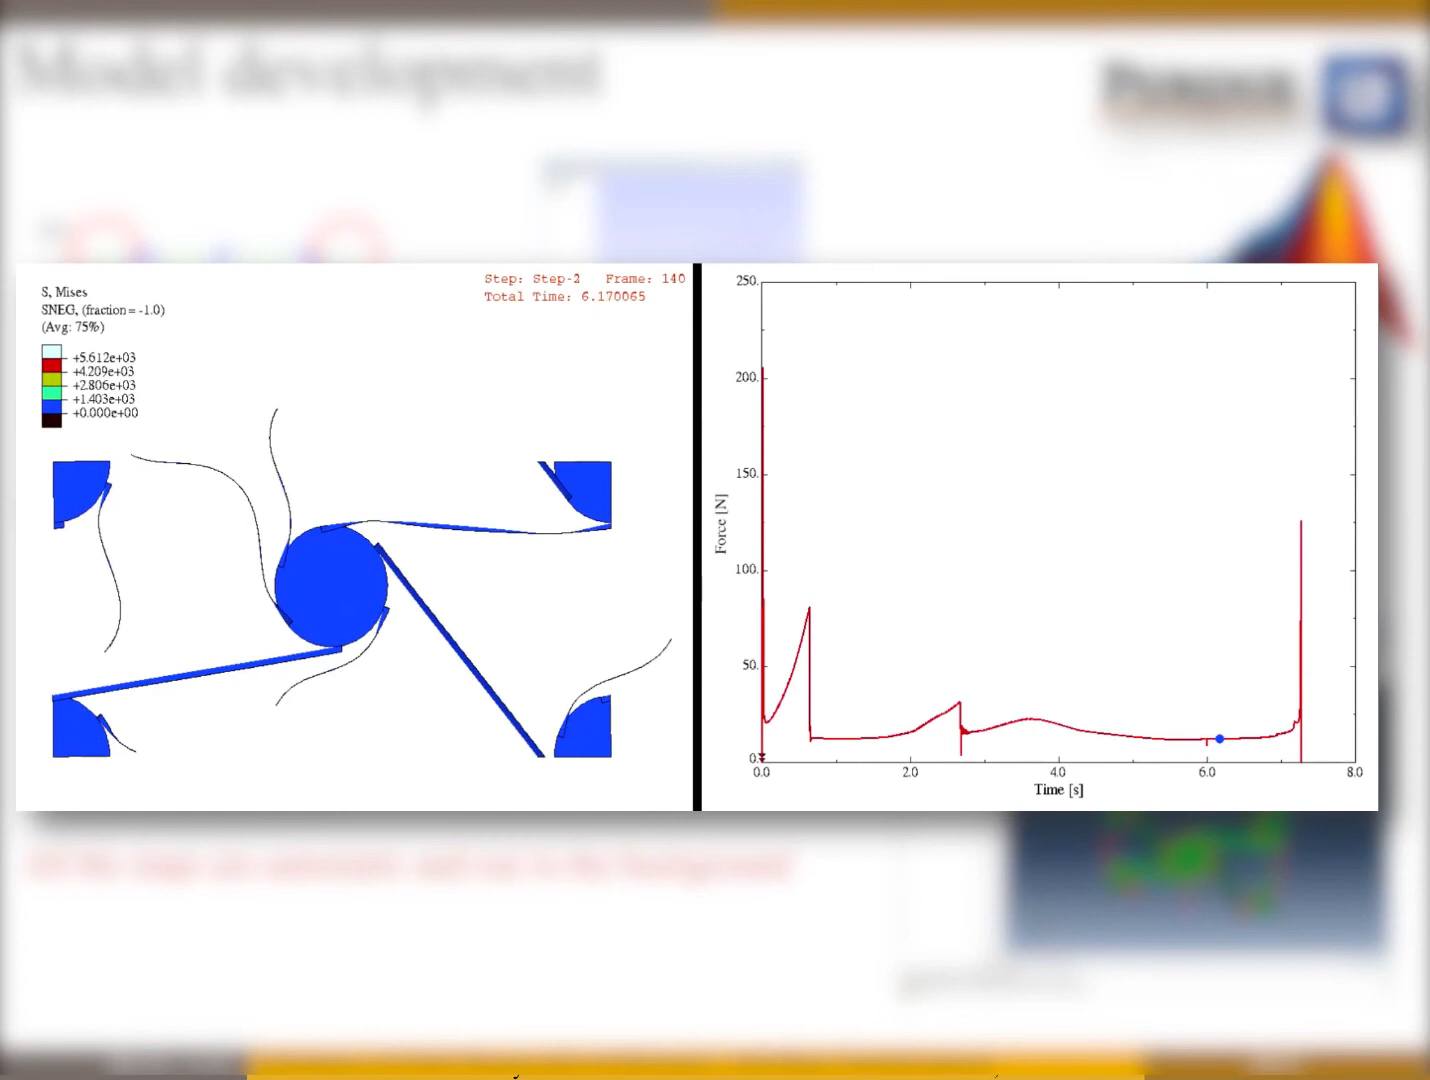 Model development
Step: Step-2 Frame: 140
Total Time: 6.170065
S, Mises
SNEG, (fraction = -1.0)
(Avg: 75%)
+5.612e+03
+4.209e+03
+2.806e+03
+1.403e+03
+0.000e+00
250.
200.
150.
100.
50.
0.
Force [N]
0.0 2.0 4.0 6.0 8.0
Time [s]